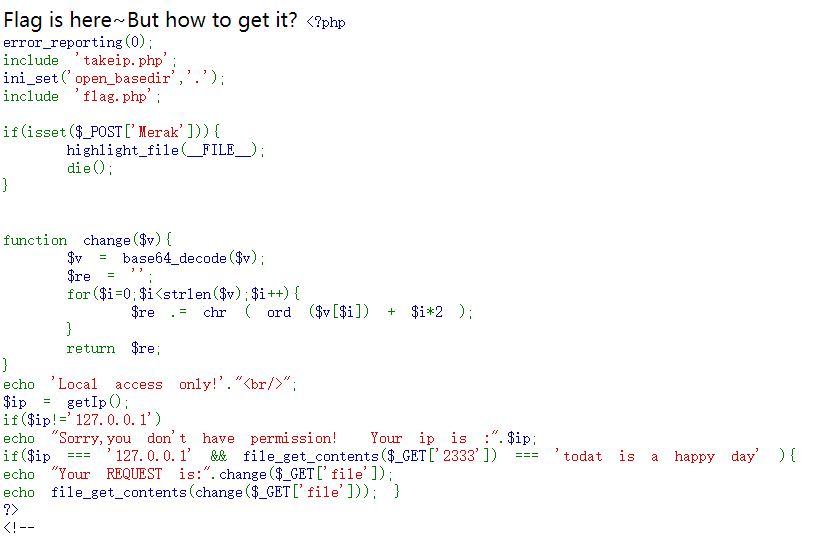 Flag is here~But how to get it? <?php
error_reporting(0);
include 'takeip.php';
ini_set('open_basedir','.');
include 'flag.php';
if(isset($_POST['Merak'])){
highlight_file(__FILE__);
die();
}
function change($v){
$v = base64_decode($v);
$re = '';
for($i=0;$i<strlen($v);$i++){
$re .= chr ( ord ($v[$i]) + $i*2 );
}
return $re;
}
echo 'Local access only!'."<br/>";
$ip = getIp();
if($ip!='127.0.0.1')
echo "Sorry,you don't have permission! Your ip is :".$ip;
if($ip === '127.0.0.1' && file_get_contents($_GET['2333']) === 'todat is a happy day' ){
echo "Your REQUEST is:".change($_GET['file']);
echo file_get_contents(change($_GET['file'])); }
?>
<!--